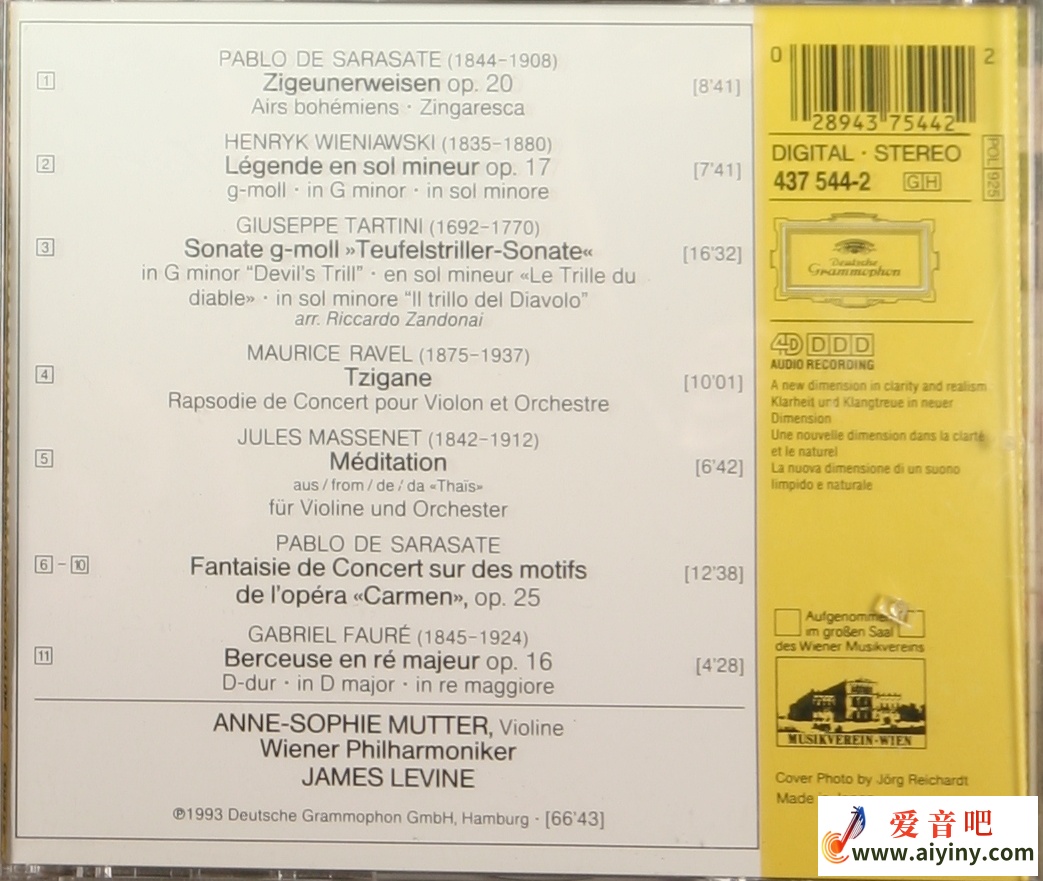 PABLO DE SARASATE (1844-1908)
1 Zigeunerweisen op. 20 [8'41]
Airs bohémiens · Zingaresca
HENRYK WIENIAWSKI (1835-1880)
2 Légende en sol mineur op. 17 [7'41]
g-moll · in G minor · in sol minore
GIUSEPPE TARTINI (1692-1770)
3 Sonate g-moll »Teufelstriller-Sonate« [16'32]
in G minor “Devil's Trill” · en sol mineur «Le Trille du
diable» · in sol minore “Il trillo del Diavolo”
arr. Riccardo Zandonai
MAURICE RAVEL (1875-1937)
4 Tzigane [10'01]
Rapsodie de Concert pour Violon et Orchestre
JULES MASSENET (1842-1912)
5 Méditation [6'42]
aus / from / de / da «Thaïs»
für Violine und Orchester
PABLO DE SARASATE
6 - 10 Fantaisie de Concert sur des motifs [12'38]
de l'opéra «Carmen», op. 25
GABRIEL FAURÉ (1845-1924)
11 Berceuse en ré majeur op. 16 [4'28]
D-dur · in D major · in re maggiore
ANNE-SOPHIE MUTTER, Violine
Wiener Philharmoniker
JAMES LEVINE
℗1993 Deutsche Grammophon GmbH, Hamburg · [66'43]
0 28943 75442 2
DIGITAL · STEREO
437 544-2 GH
POL 925
Deutsche
Grammophon
4D DDD
AUDIO RECORDING
A new dimension in clarity and realism
Klarheit und Klangtreue in neuer
Dimension
Une nouvelle dimension dans la clarté
et le naturel
La nuova dimensione di un suono
limpido e naturale
Aufgenommen
im großen Saal
des Wiener Musikvereins
MUSIKVEREIN·WIEN
Cover Photo by Jörg Reichardt
Made in
爱音吧
www.aiyiny.com